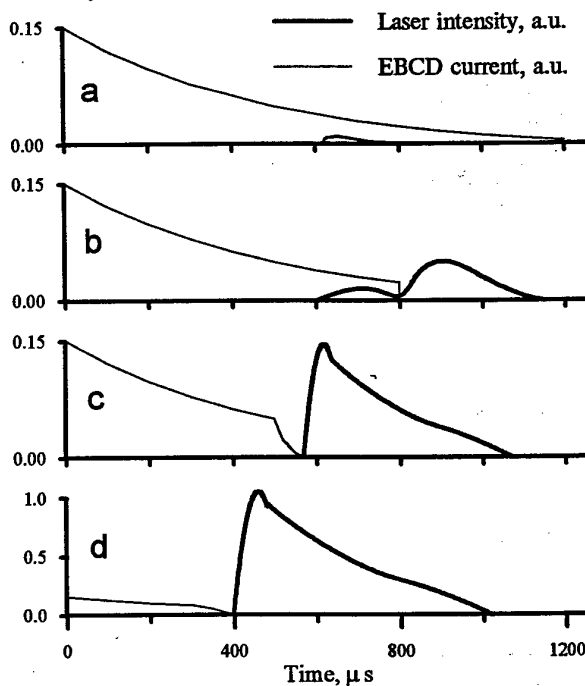 Laser intensity, a.u.
EBCD current, a.u.
0.15
a
0.00
0.15
b
0.00
0.15
c
0.00
1.0
0.5
d
0.0
0 400 800 1200
Time, μ s